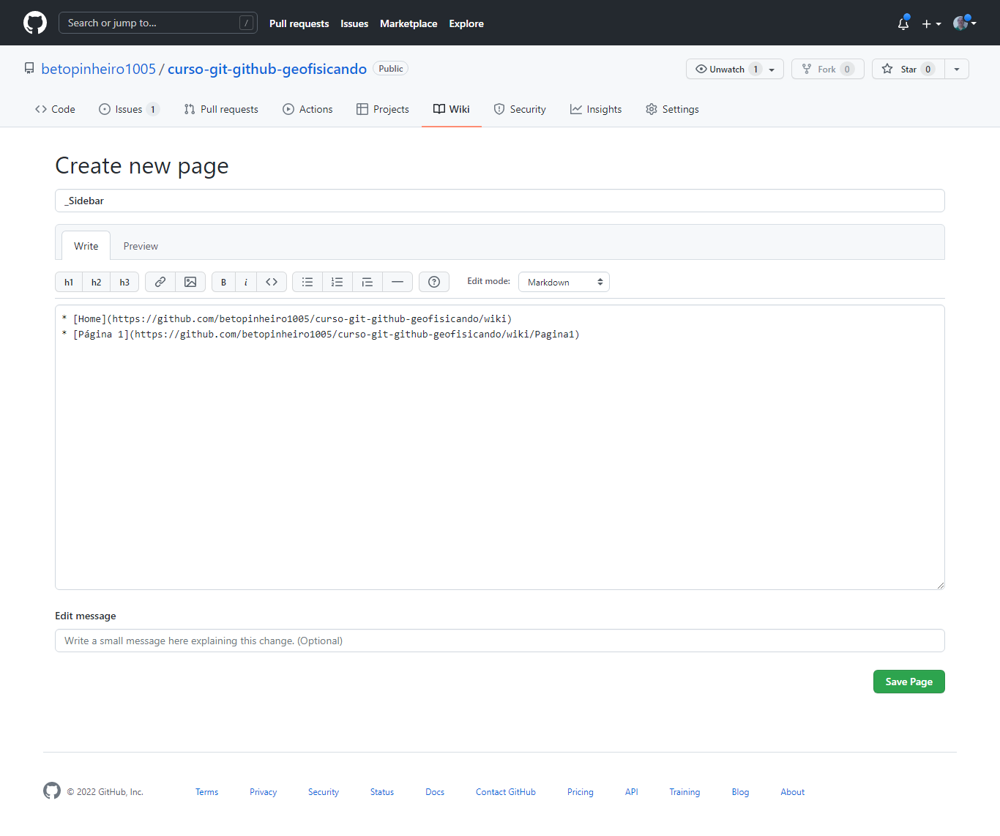 Search or jump to... /
Pull requests Issues Marketplace Explore
betopinheiro1005 / curso-git-github-geofisicando Public
Unwatch 1 Fork 0 Star 0
Code Issues 1 Pull requests Actions Projects Wiki Security Insights Settings
Create new page
_Sidebar
Write Preview
h1 h2 h3 B i Edit mode: Markdown
* [Home](https://github.com/betopinheiro1005/curso-git-github-geofisicando/wiki)
* [Página 1](https://github.com/betopinheiro1005/curso-git-github-geofisicando/wiki/Pagina1)
Edit message
Write a small message here explaining this change. (Optional)
Save Page
© 2022 GitHub, Inc. Terms Privacy Security Status Docs Contact GitHub Pricing API Training Blog About